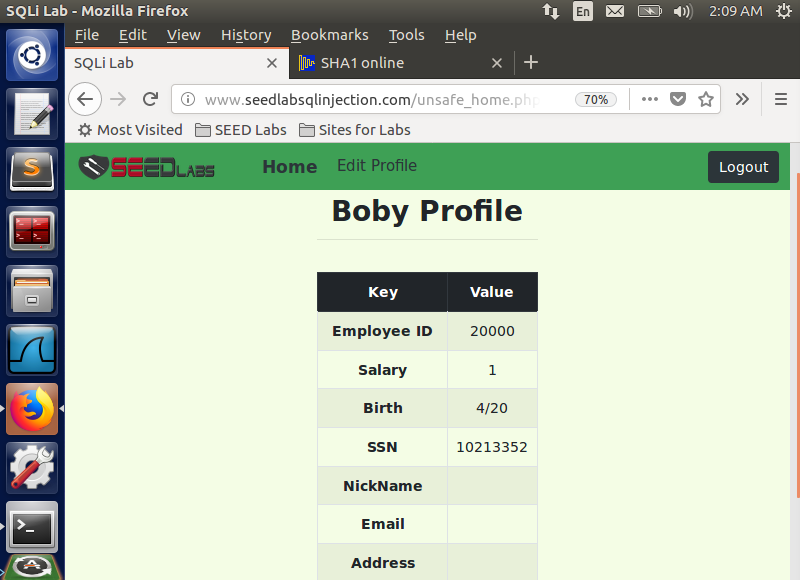 SQLi Lab - Mozilla Firefox
En
2:09 AM
File Edit View History Bookmarks Tools Help
SQLi Lab
SHA1 online
www.seedlabsqlinjection.com/unsafe_home.php
70%
Most Visited
SEED Labs
Sites for Labs
SEEDLABS
Home
Edit Profile
Logout
Boby Profile
Key Value
Employee ID 20000
Salary 1
Birth 4/20
SSN 10213352
NickName
Email
Address